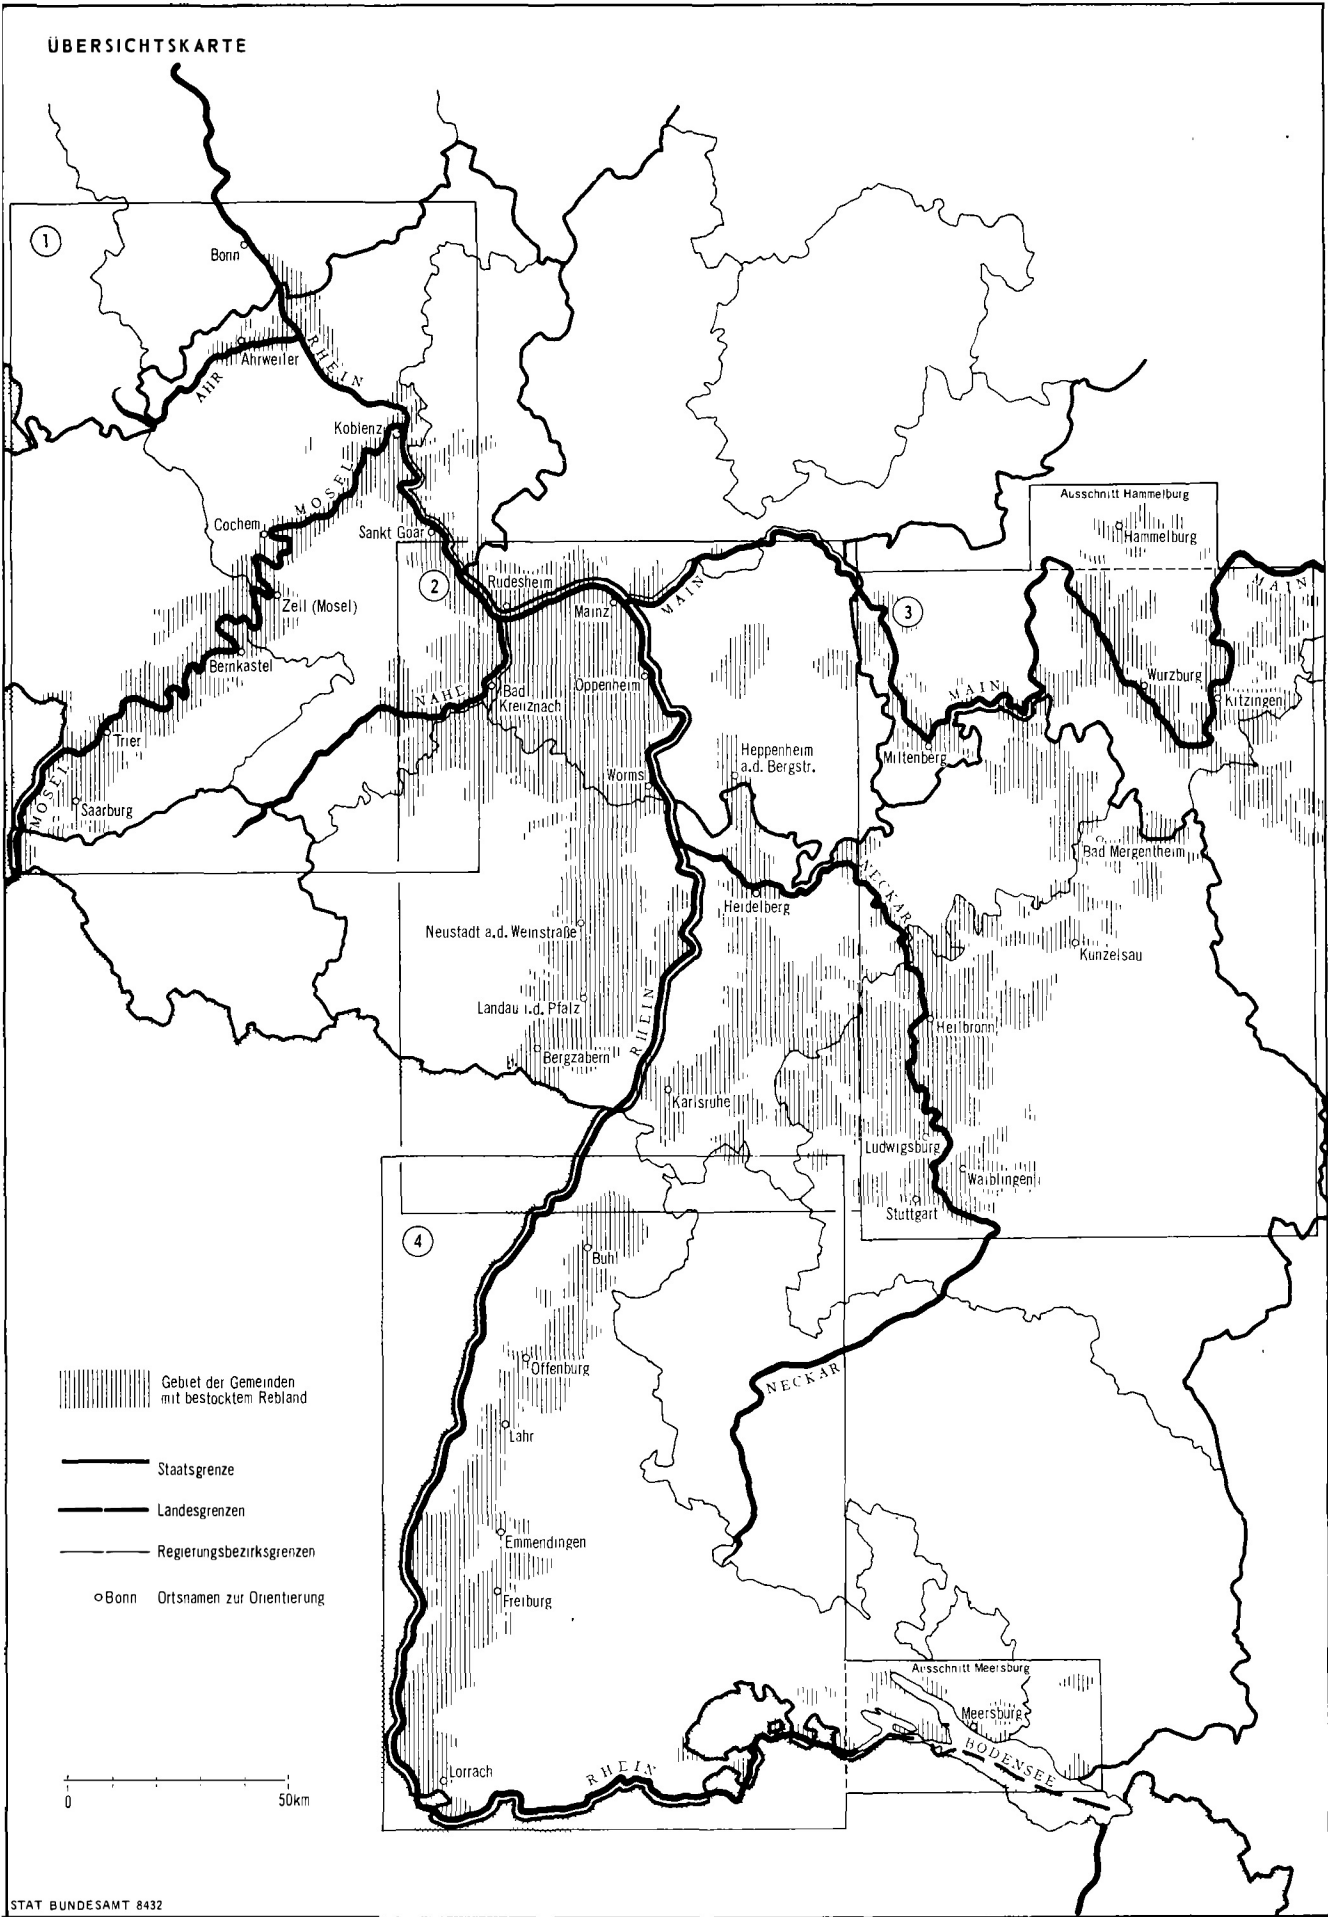 ÜBERSICHTSKARTE
1
Bonn
Ahrweiler
AHR
RHEIN
Koblenz
MOSEL
Cochem
Sankt Goar
Zell (Mosel)
Bernkastel
Trier
MOSEL
Saarburg
2
Rudesheim
Mainz
MAIN
NAHE
Bad
Kreuznach
Oppenheim
Worms
Heppenheim
a.d. Bergstr.
Heidelberg
NECKAR
Neustadt a.d. Weinstraße
Landau i.d. Pfalz
RHEIN
Bergzabern
Karlsruhe
Ausschnitt Hammelburg
Hammelburg
MAIN
3
MAIN
Wurzburg
Kitzingen
Miltenberg
Bad Mergentheim
Kunzelsau
Heilbronn
Ludwigsburg
Waiblingen
Stuttgart
4
Buhl
Offenburg
NECKAR
Lahr
Emmendingen
Freiburg
Ausschnitt Meersburg
Meersburg
BODENSEE
Lorrach
RHEIN
Gebiet der Gemeinden
mit bestocktem Rebland
Staatsgrenze
Landesgrenzen
Regierungsbezirksgrenzen
Bonn Ortsnamen zur Orientierung
0 50km
STAT BUNDESAMT 8432